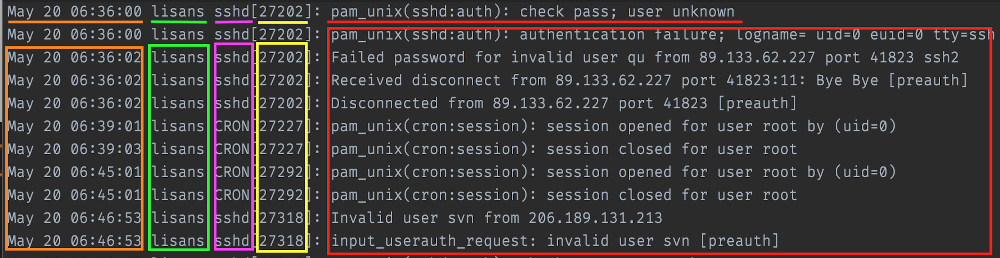 May 20 06:36:00 lisans sshd[27202]: pam_unix(sshd:auth): check pass; user unknown
May 20 06:36:00 lisans sshd[27202]: pam_unix(sshd:auth): authentication failure; logname= uid=0 euid=0 tty=ssh
May 20 06:36:02 lisans sshd[27202]: Failed password for invalid user qu from 89.133.62.227 port 41823 ssh2
May 20 06:36:02 lisans sshd[27202]: Received disconnect from 89.133.62.227 port 41823:11: Bye Bye [preauth]
May 20 06:36:02 lisans sshd[27202]: Disconnected from 89.133.62.227 port 41823 [preauth]
May 20 06:39:01 lisans CRON[27227]: pam_unix(cron:session): session opened for user root by (uid=0)
May 20 06:39:03 lisans CRON[27227]: pam_unix(cron:session): session closed for user root
May 20 06:45:01 lisans CRON[27292]: pam_unix(cron:session): session opened for user root by (uid=0)
May 20 06:45:01 lisans CRON[27292]: pam_unix(cron:session): session closed for user root
May 20 06:46:53 lisans sshd[27318]: Invalid user svn from 206.189.131.213
May 20 06:46:53 lisans sshd[27318]: input_userauth_request: invalid user svn [preauth]